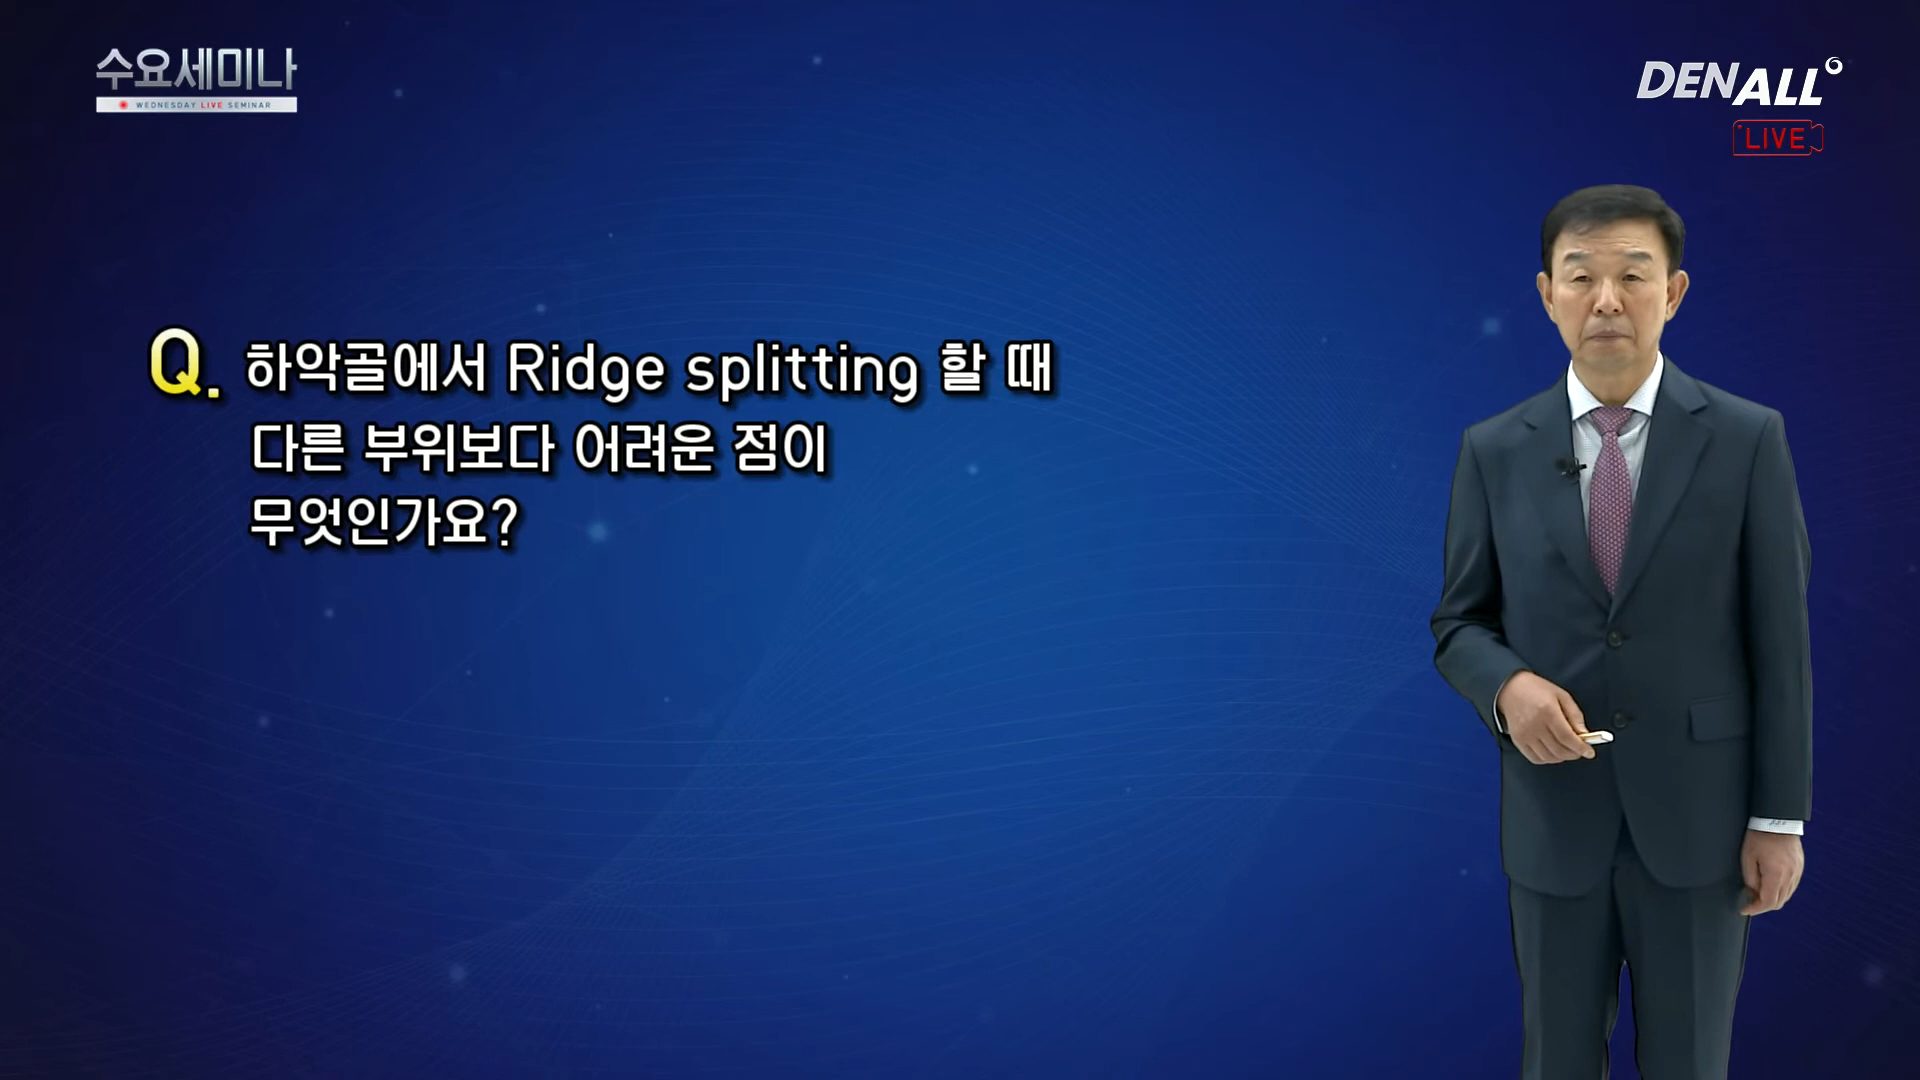 수요세미나
WEDNESDAY LIVE SEMINAR
DENALL
LIVE
Q. 하악골에서 Ridge splitting 할 때
다른 부위보다 어려운 점이
무엇인가요?